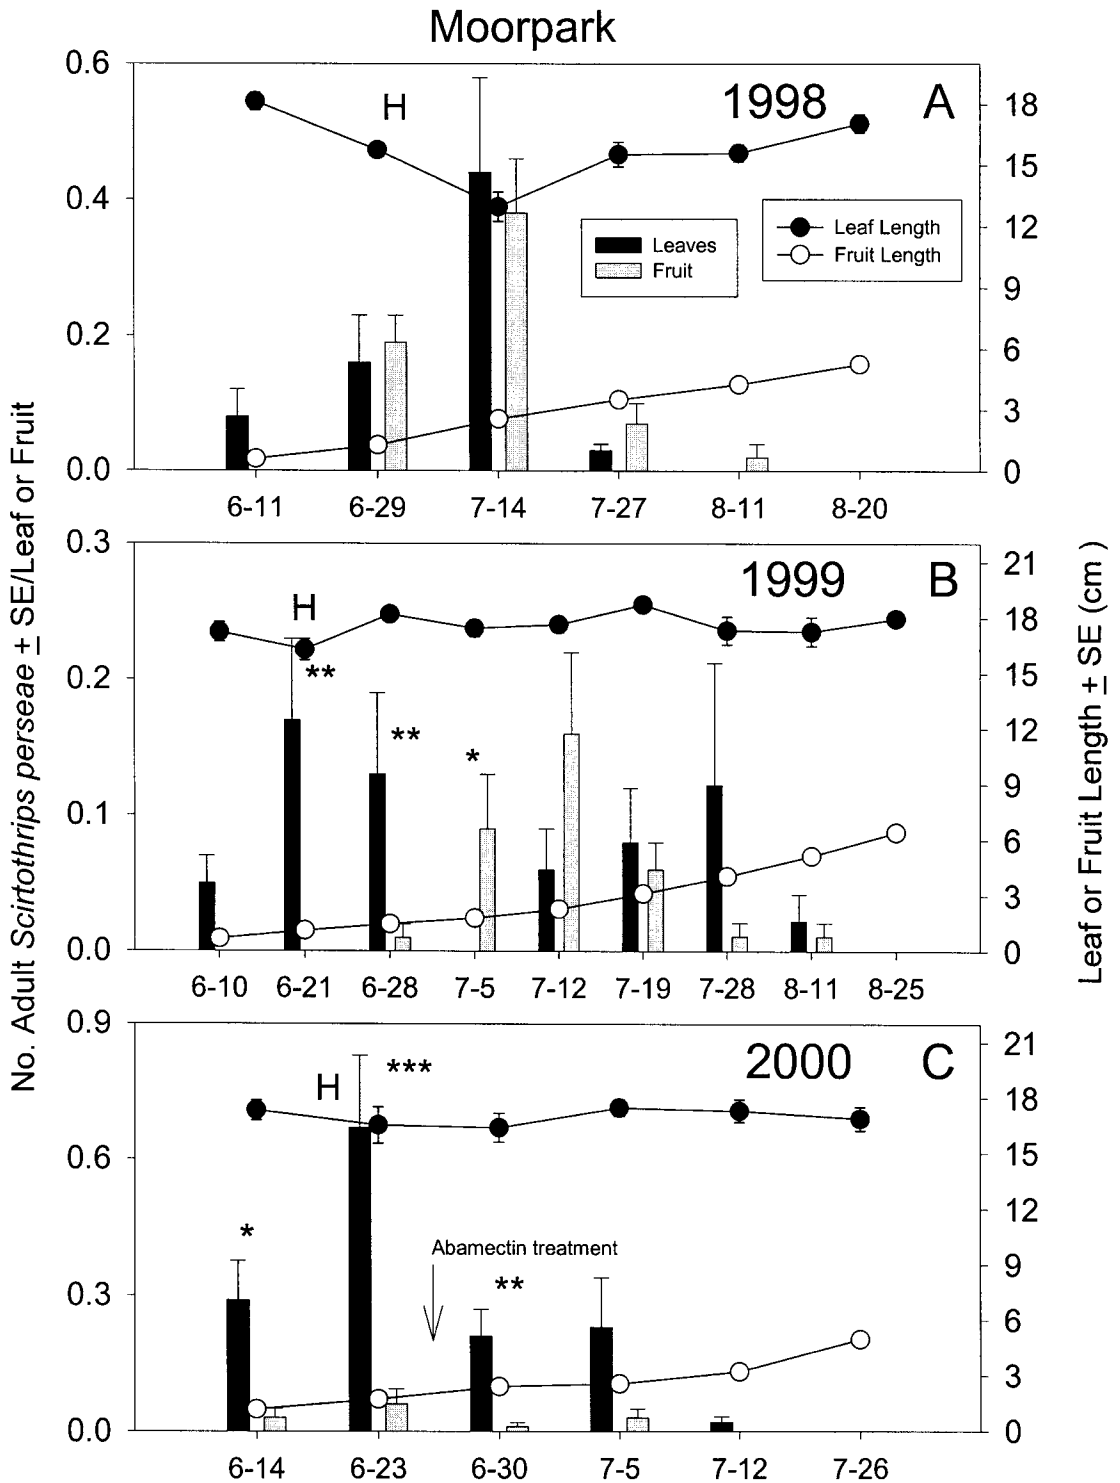 Moorpark
No. Adult Scirtothrips perseae ± SE/Leaf or Fruit
Leaf or Fruit Length ± SE (cm)
0.6
0.4
0.2
0.0
H
1998
A
Leaves
Fruit
Leaf Length
Fruit Length
18
15
12
9
6
3
0
6-11 6-29 7-14 7-27 8-11 8-20
0.3
0.2
0.1
0.0
H
1999
B
**
**
*
21
18
15
12
9
6
3
0
6-10 6-21 6-28 7-5 7-12 7-19 7-28 8-11 8-25
0.9
0.6
0.3
0.0
H
***
2000
C
*
Abamectin treatment
**
21
18
15
12
9
6
3
0
6-14 6-23 6-30 7-5 7-12 7-26